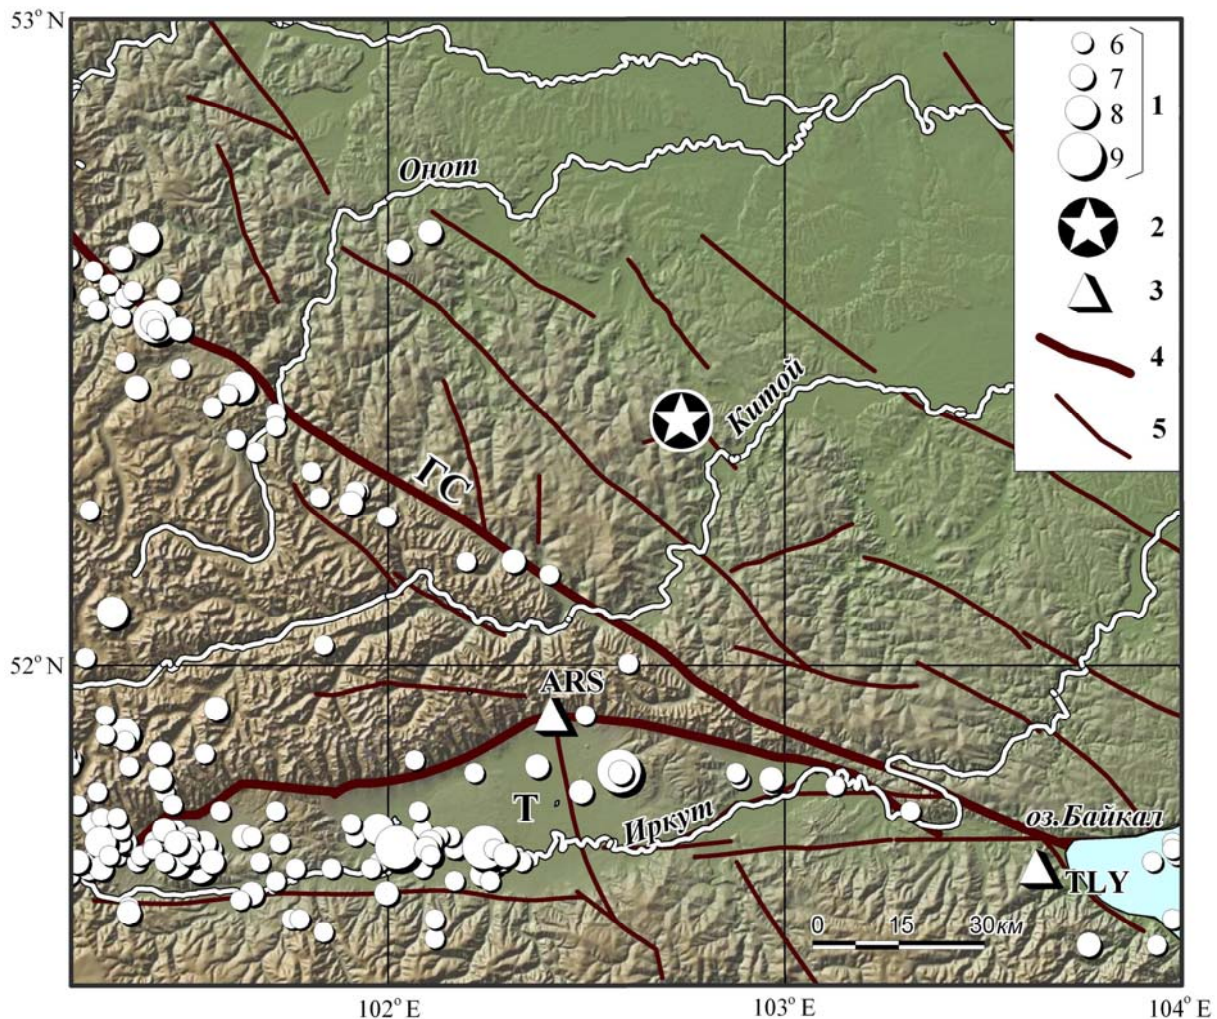 53° N
6
7
8
9
1
2
3
4
5
Онот
Китой
ГС
52° N
ARS
Т
Иркут
оз.Байкал
TLY
0 15 30км
102° E 103° E 104° E